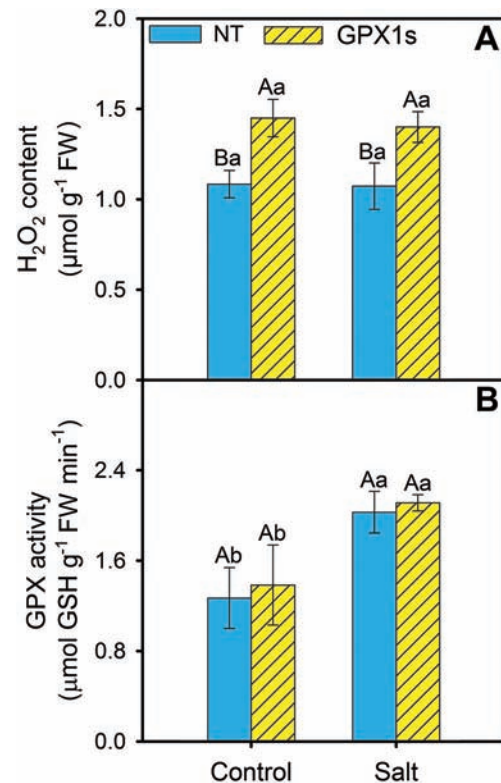 NT GPX1s A
H₂O₂ content
(µmol g⁻¹ FW)
2.0
1.5
1.0
0.5
0.0
Ba Aa Ba Aa
B
GPX activity
(µmol GSH g⁻¹ FW min⁻¹)
2.4
1.6
0.8
0.0
Ab Ab Aa Aa
Control Salt